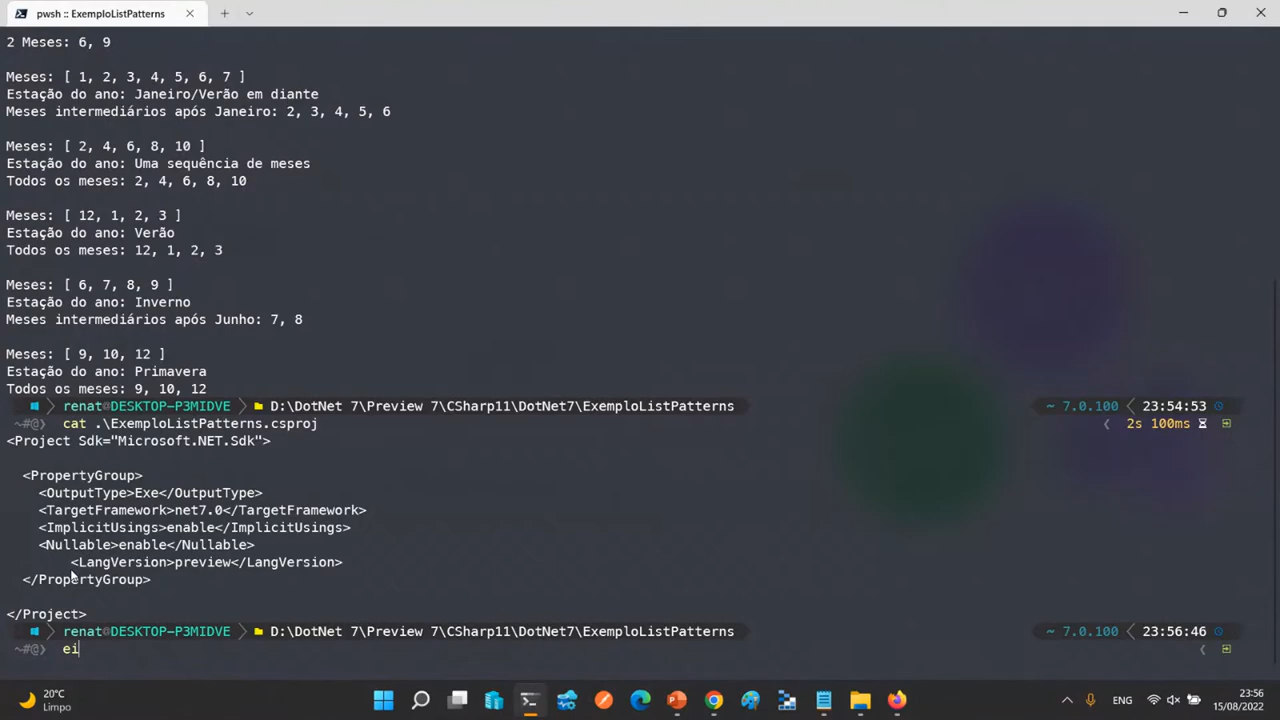 pwsh :: ExemploListPatterns
2 Meses: 6, 9
Meses: [ 1, 2, 3, 4, 5, 6, 7 ]
Estação do ano: Janeiro/Verão em diante
Meses intermediários após Janeiro: 2, 3, 4, 5, 6
Meses: [ 2, 4, 6, 8, 10 ]
Estação do ano: Uma sequência de meses
Todos os meses: 2, 4, 6, 8, 10
Meses: [ 12, 1, 2, 3 ]
Estação do ano: Verão
Todos os meses: 12, 1, 2, 3
Meses: [ 6, 7, 8, 9 ]
Estação do ano: Inverno
Meses intermediários após Junho: 7, 8
Meses: [ 9, 10, 12 ]
Estação do ano: Primavera
Todos os meses: 9, 10, 12
renat@DESKTOP-P3MIDVE D:\DotNet 7\Preview 7\CSharp11\DotNet7\ExemploListPatterns ~ 7.0.100 23:54:53
~#@❯ cat .\ExemploListPatterns.csproj 2s 100ms
<Project Sdk="Microsoft.NET.Sdk">
<PropertyGroup>
<OutputType>Exe</OutputType>
<TargetFramework>net7.0</TargetFramework>
<ImplicitUsings>enable</ImplicitUsings>
<Nullable>enable</Nullable>
<LangVersion>preview</LangVersion>
</PropertyGroup>
</Project>
renat@DESKTOP-P3MIDVE D:\DotNet 7\Preview 7\CSharp11\DotNet7\ExemploListPatterns ~ 7.0.100 23:56:46
~#@❯ ei
20°C
Limpo
ENG
23:56
15/08/2022